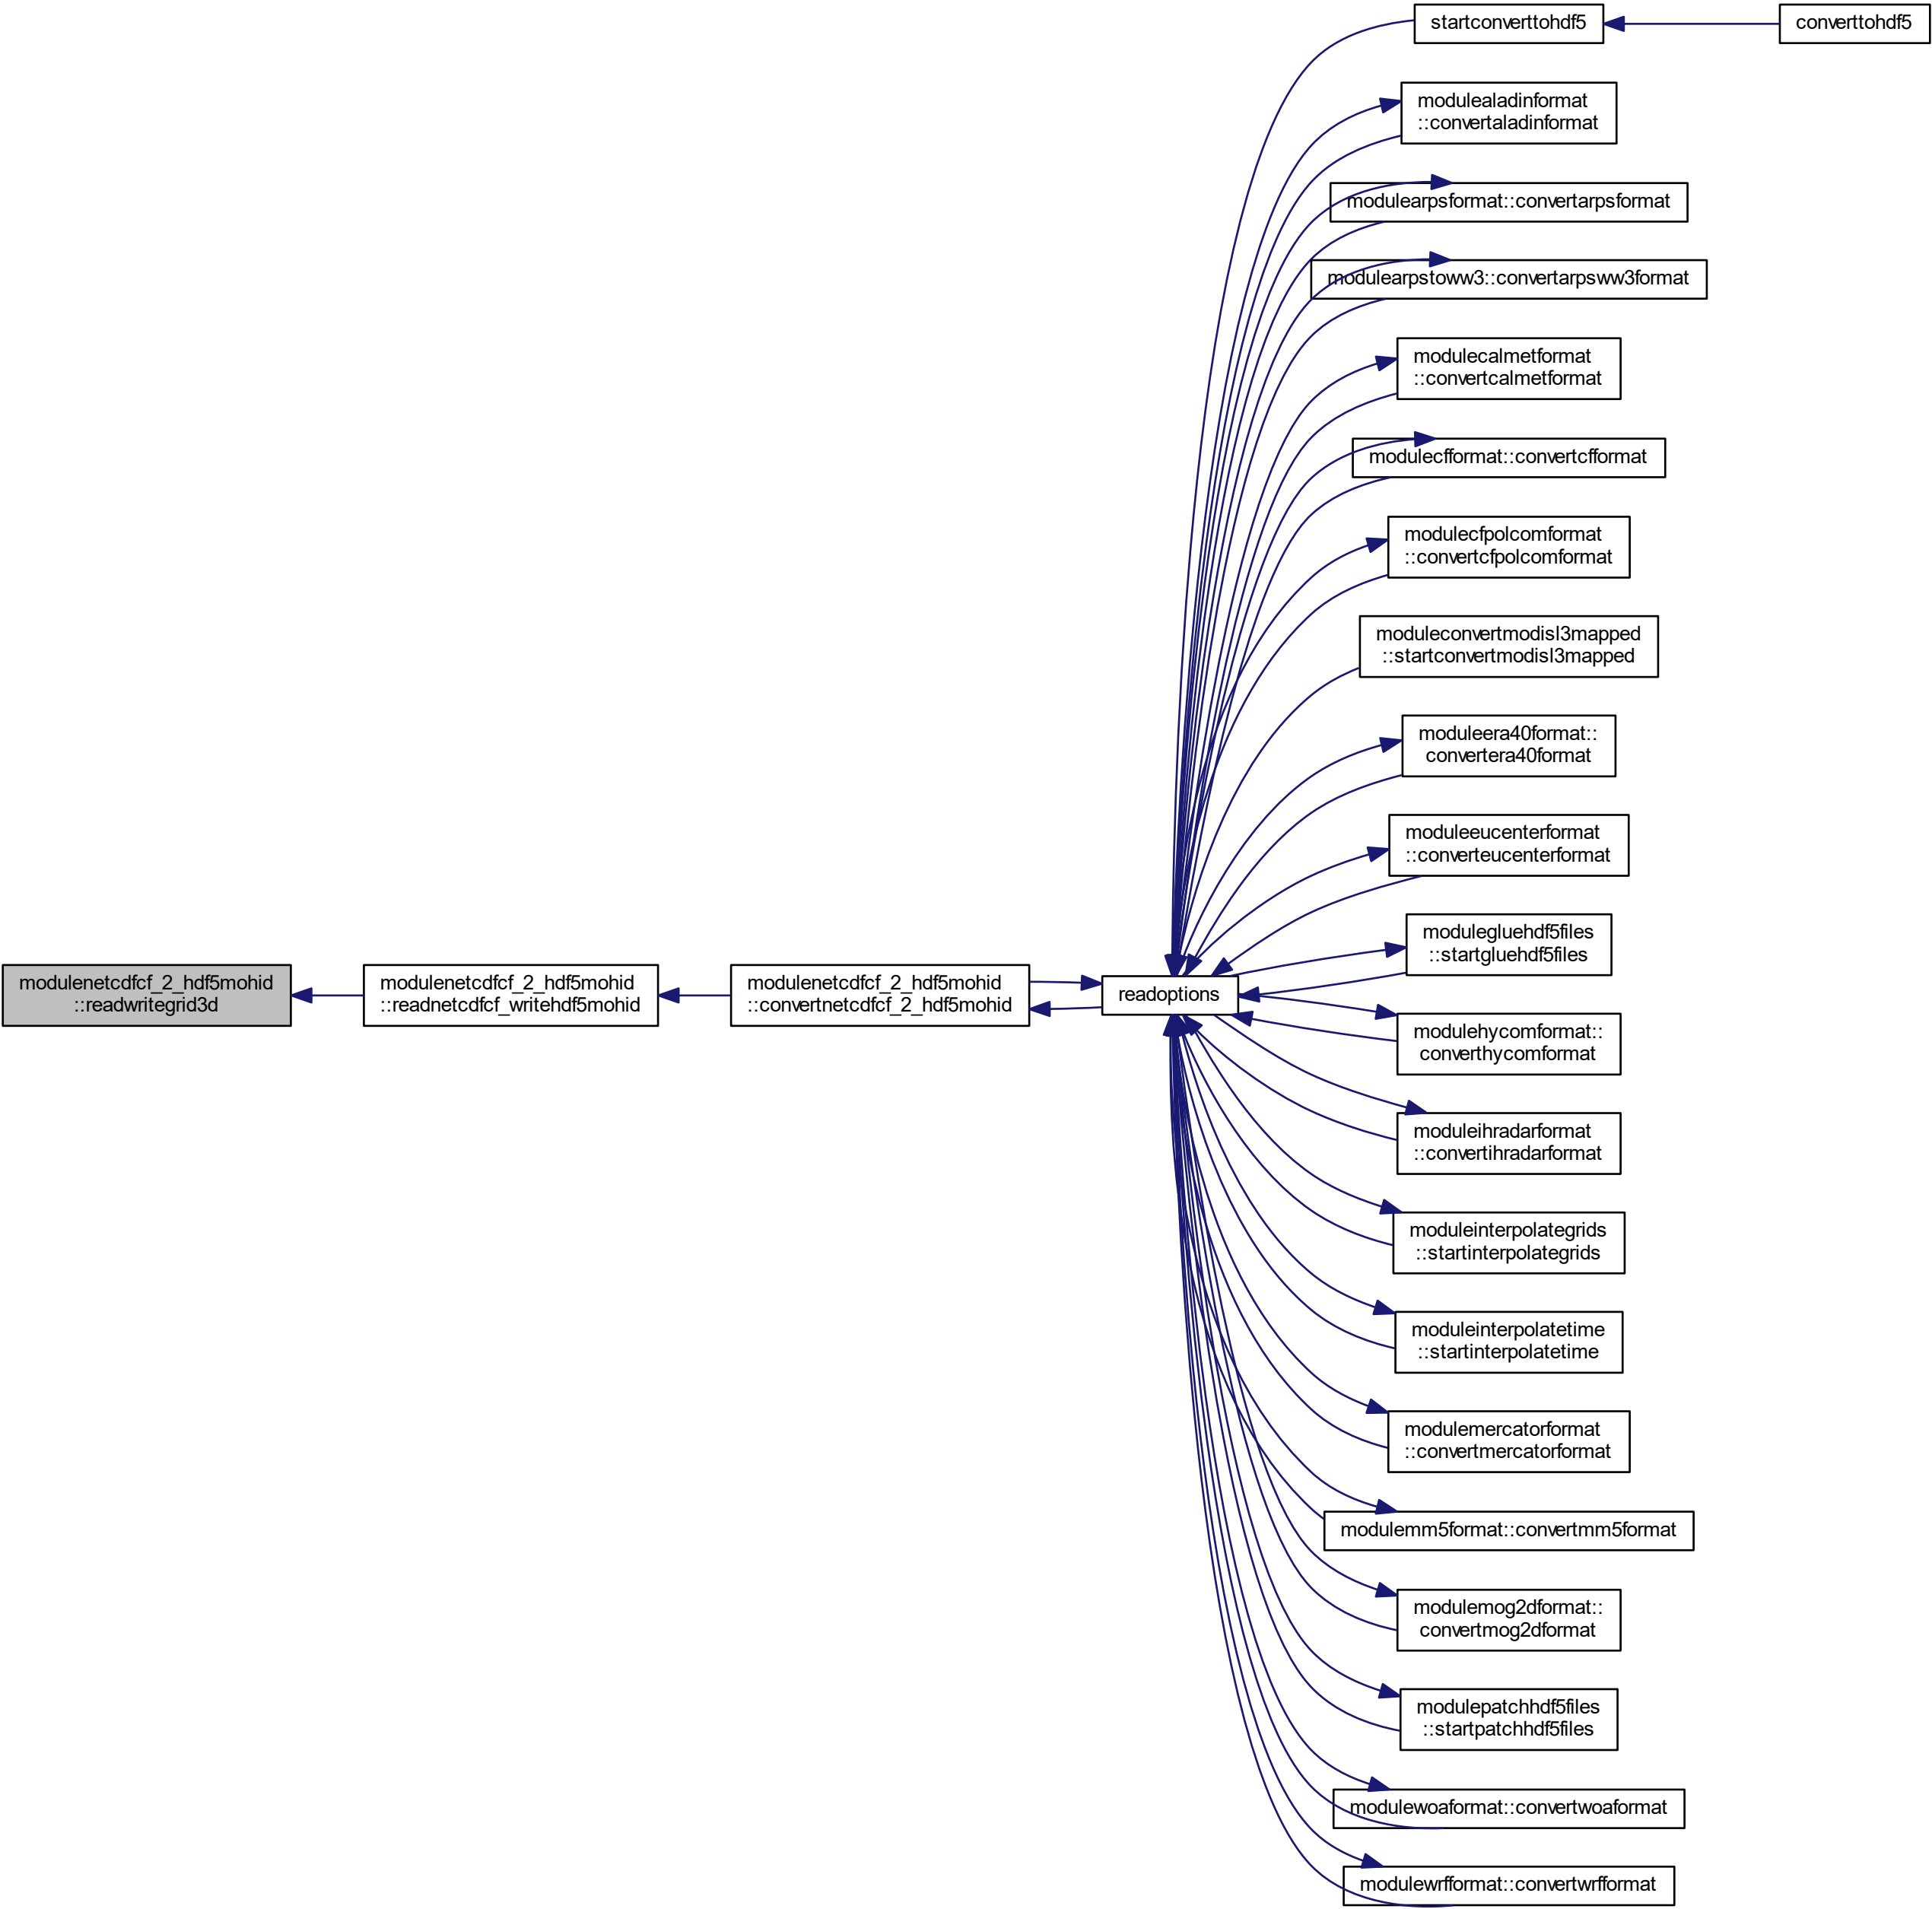 modulenetcdfcf_2_hdf5mohid
::readwritegrid3d
modulenetcdfcf_2_hdf5mohid
::readnetcdfcf_writehdf5mohid
modulenetcdfcf_2_hdf5mohid
::convertnetcdfcf_2_hdf5mohid
readoptions
startconverttohdf5
converttohdf5
modulealadinformat
::convertaladinformat
modulearpsformat::convertarpsformat
modulearpstoww3::convertarpsww3format
modulecalmetformat
::convertcalmetformat
modulecfformat::convertcfformat
modulecfpolcomformat
::convertcfpolcomformat
moduleconvertmodisl3mapped
::startconvertmodisl3mapped
moduleera40format::
convertera40format
moduleeucenterformat
::converteucenterformat
modulegluehdf5files
::startgluehdf5files
modulehycomformat::
converthycomformat
moduleihradarformat
::convertihradarformat
moduleinterpolategrids
::startinterpolategrids
moduleinterpolatetime
::startinterpolatetime
modulemercatorformat
::convertmercatorformat
modulemm5format::convertmm5format
modulemog2dformat::
convertmog2dformat
modulepatchhdf5files
::startpatchhdf5files
modulewoaformat::convertwoaformat
modulewrfformat::convertwrfformat